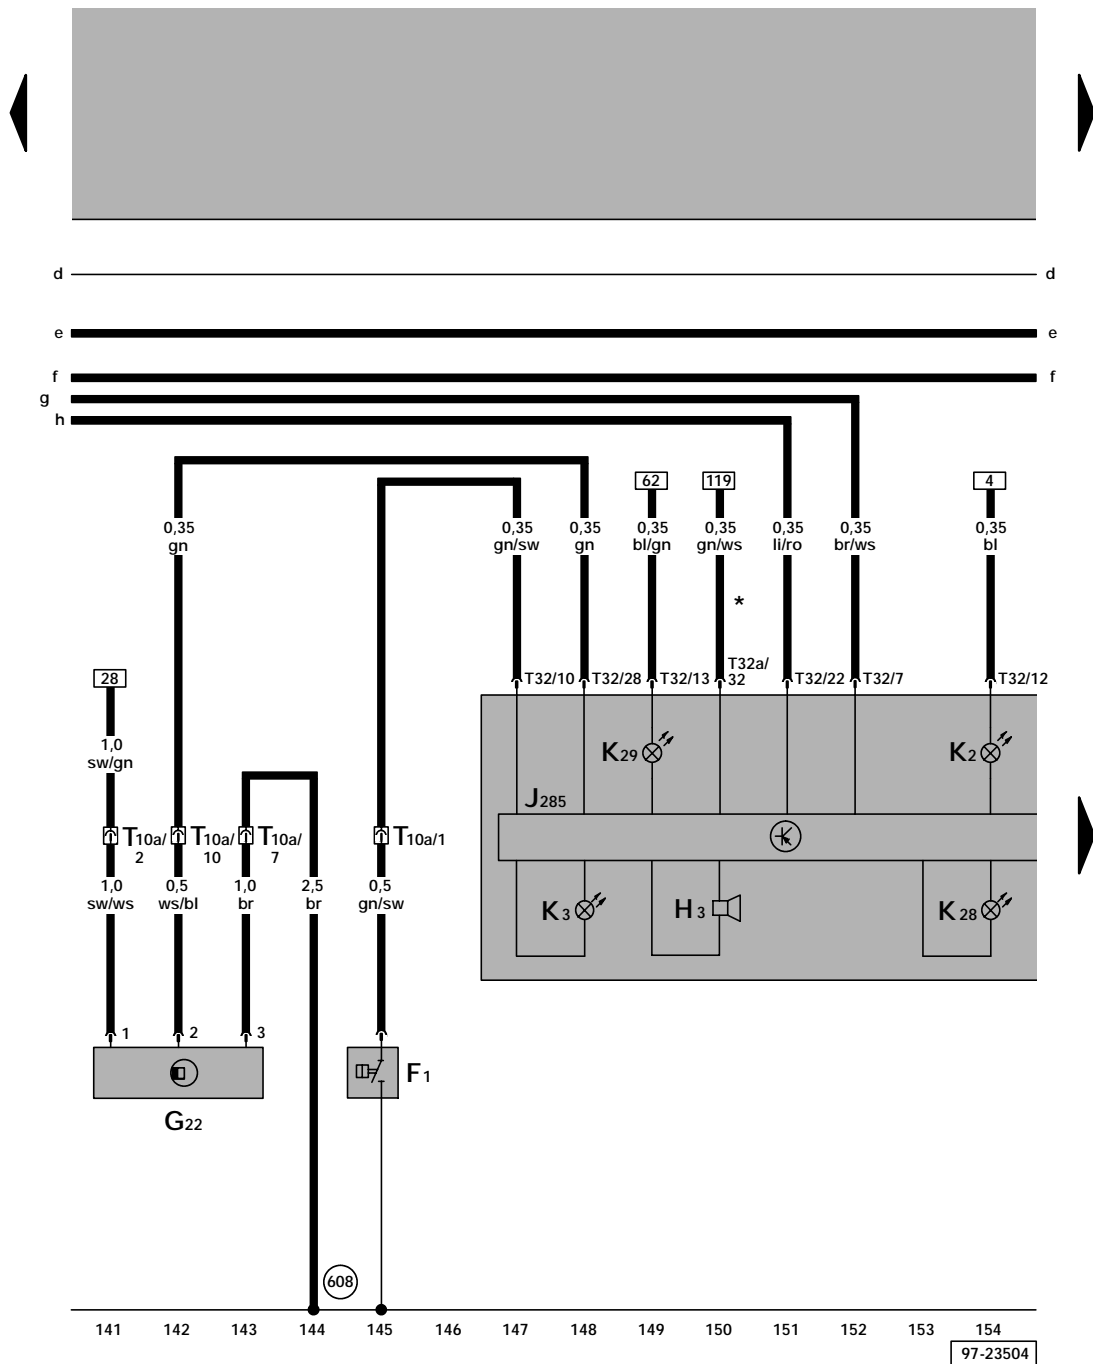 d d
e e
f f
g
h
62 119 4
0,35 0,35 0,35 0,35 0,35 0,35 0,35 0,35
gn gn/sw gn bl/gn gn/ws li/ro br/ws bl
*
28
T32/10 T32/28 T32/13 T32a/32 T32/22 T32/7 T32/12
1,0
sw/gn
K29 K2
J285
T10a/2 T10a/10 T10a/7 T10a/1
1,0 0,5 1,0 2,5 0,5
sw/ws ws/bl br br gn/sw
K3 H3 K28
1 2 3
F1
G22
608
141 142 143 144 145 146 147 148 149 150 151 152 153 154
97-23504